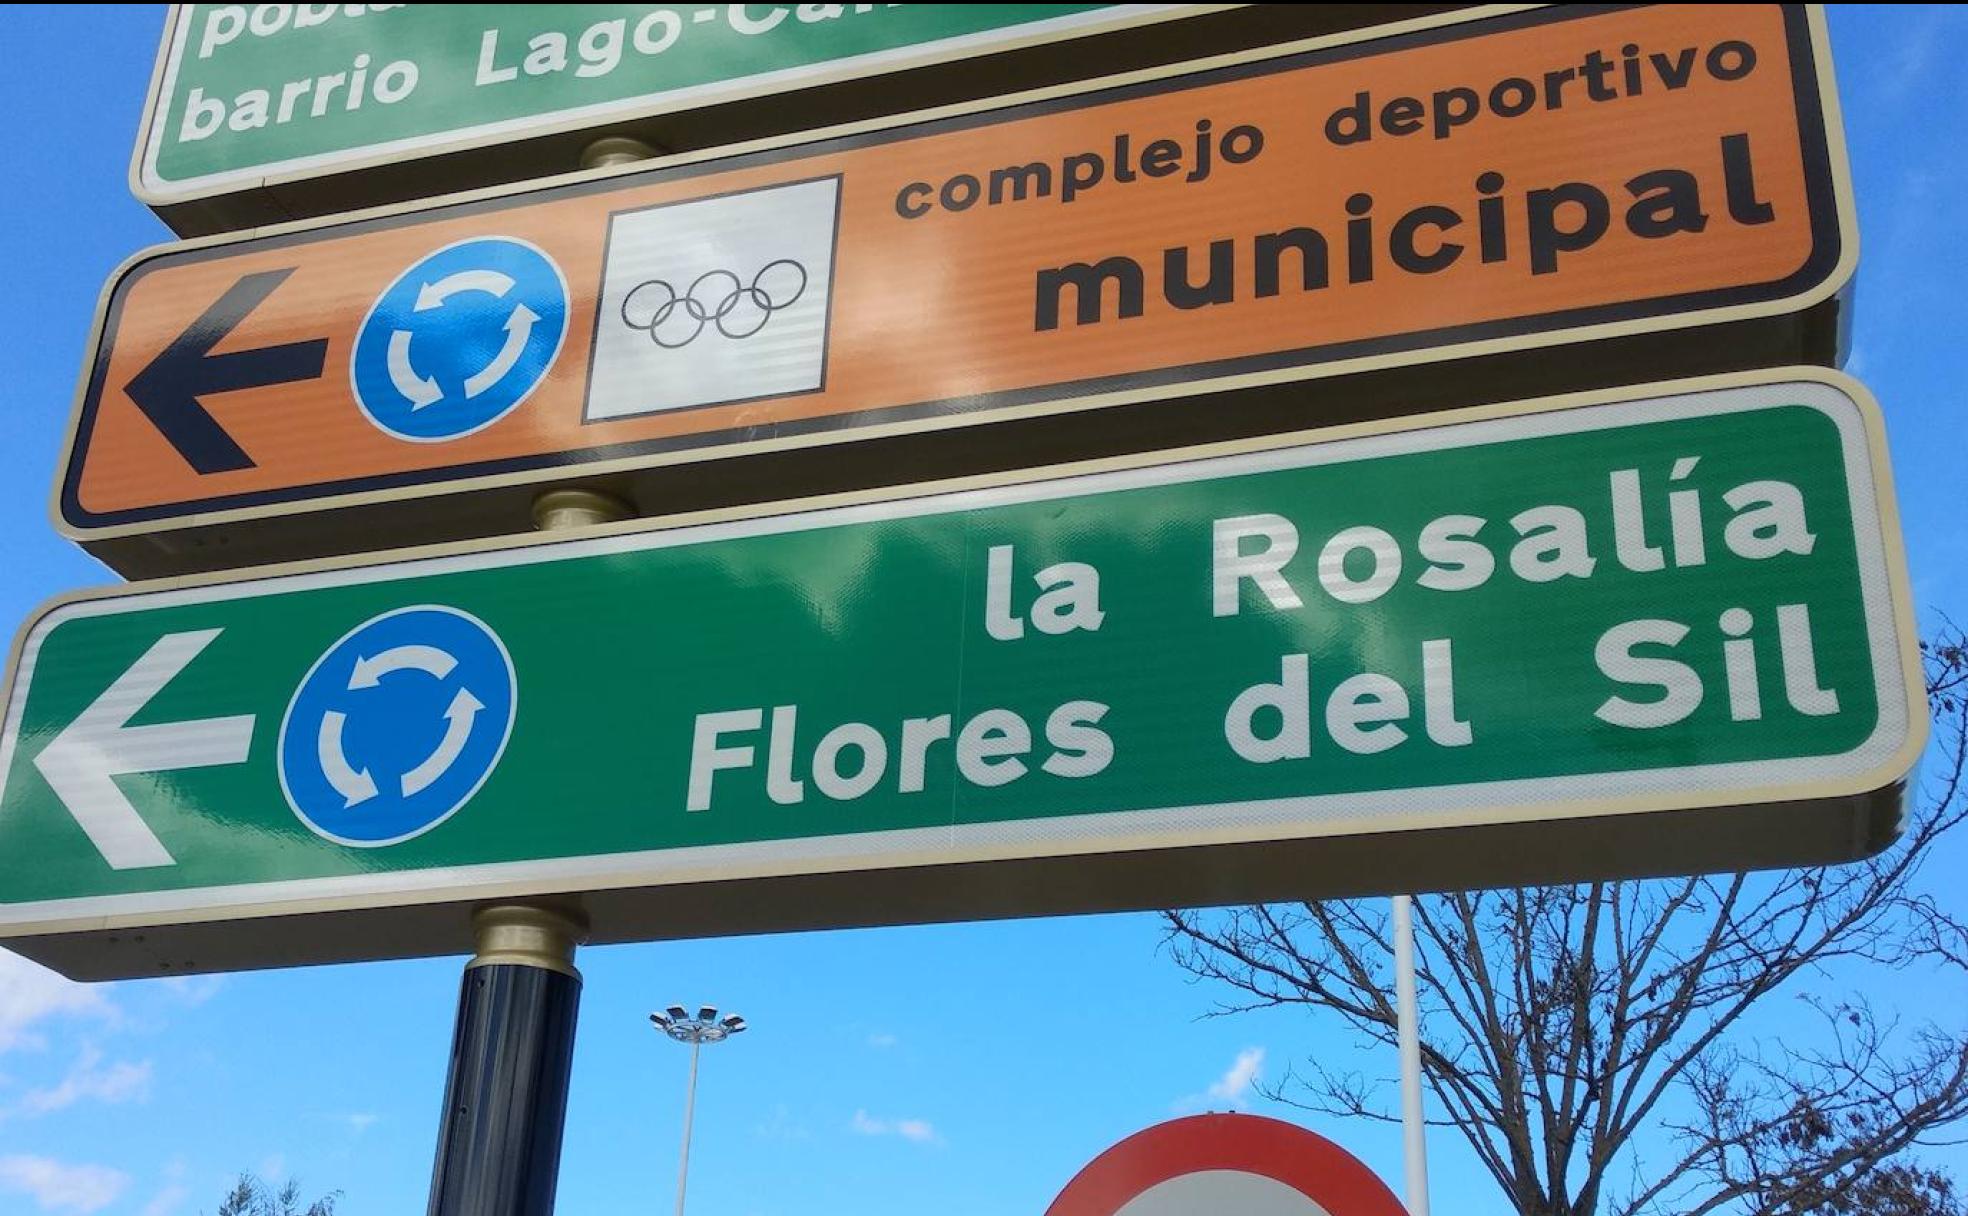 barrio Lago-
complejo deportivo
municipal
la Rosalía
Flores del Sil